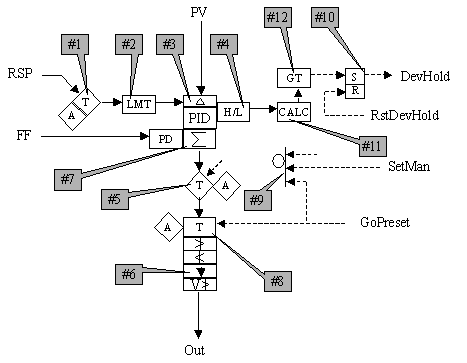 PV
#1 #2 #3 #4 #12 #10
RSP
GT S DevHold
R
T LMT Δ
A PID H/L CALC RstDevHold
FF PD Σ
#11
#7
#5 T A O SetMan
#9
A T GoPreset
#6 > <
#8
V >
Out